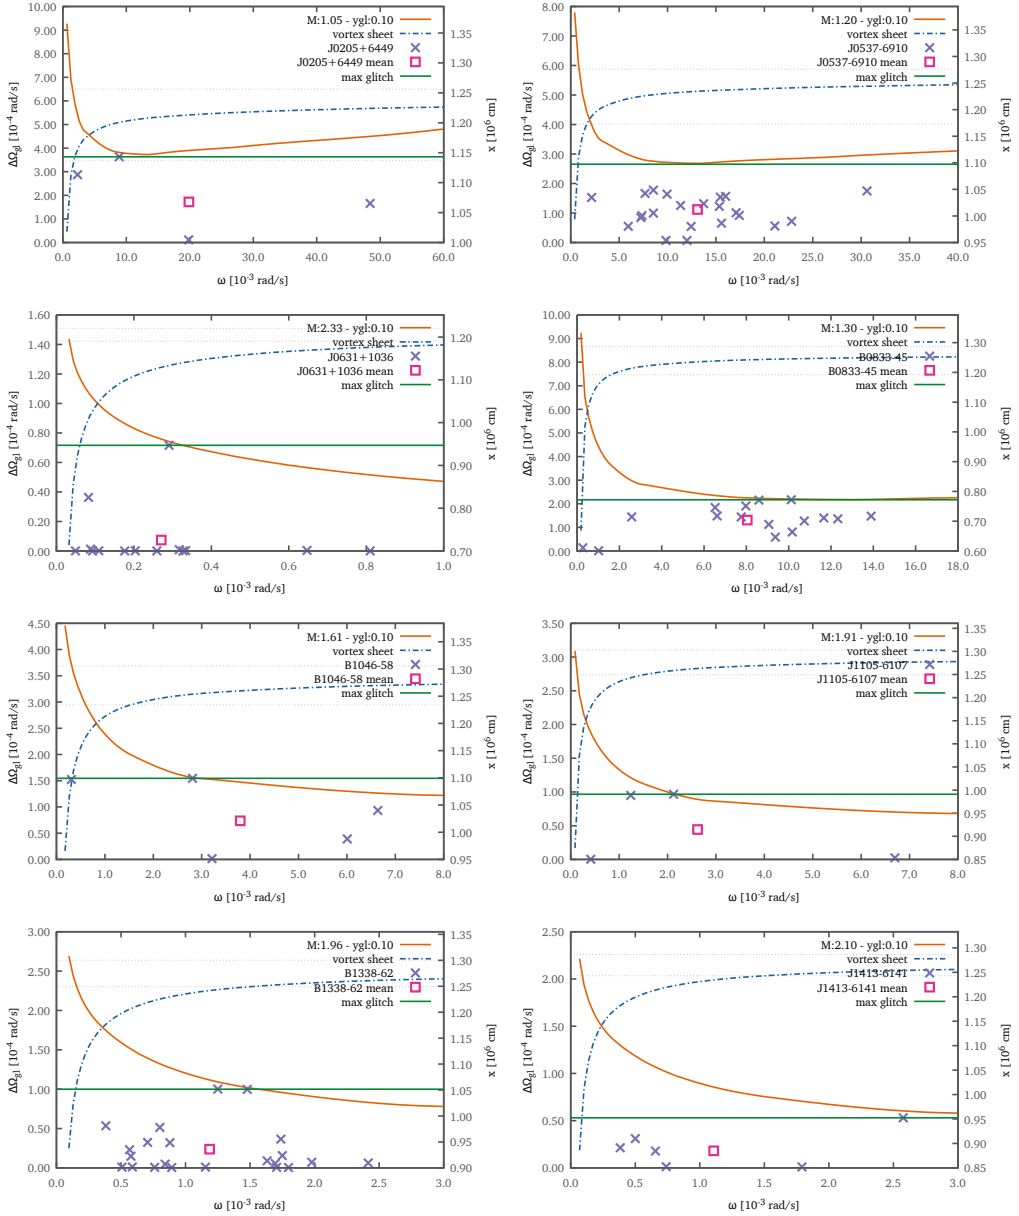 M:1.05 - ygl:0.10
vortex sheet
J0205+6449
J0205+6449 mean
max glitch
ΔΩgl [10-4 rad/s]
10.00
9.00
8.00
7.00
6.00
5.00
4.00
3.00
2.00
1.00
0.00
0.0 10.0 20.0 30.0 40.0 50.0 60.0
ω [10-3 rad/s]
1.35
1.30
1.25
1.20
1.15
1.10
1.05
1.00
x [106 cm]
M:1.20 - ygl:0.10
vortex sheet
J0537-6910
J0537-6910 mean
max glitch
ΔΩgl [10-4 rad/s]
8.00
7.00
6.00
5.00
4.00
3.00
2.00
1.00
0.00
0.0 5.0 10.0 15.0 20.0 25.0 30.0 35.0 40.0
ω [10-3 rad/s]
1.35
1.30
1.25
1.20
1.15
1.10
1.05
1.00
0.95
x [106 cm]
M:2.33 - ygl:0.10
vortex sheet
J0631+1036
J0631+1036 mean
max glitch
ΔΩgl [10-4 rad/s]
1.60
1.40
1.20
1.00
0.80
0.60
0.40
0.20
0.00
0.0 0.2 0.4 0.6 0.8 1.0
ω [10-3 rad/s]
1.20
1.10
1.00
0.90
0.80
0.70
x [106 cm]
M:1.30 - ygl:0.10
vortex sheet
B0833-45
B0833-45 mean
max glitch
ΔΩgl [10-4 rad/s]
10.00
9.00
8.00
7.00
6.00
5.00
4.00
3.00
2.00
1.00
0.00
0.0 2.0 4.0 6.0 8.0 10.0 12.0 14.0 16.0 18.0
ω [10-3 rad/s]
1.30
1.20
1.10
1.00
0.90
0.80
0.70
0.60
x [106 cm]
M:1.61 - ygl:0.10
vortex sheet
B1046-58
B1046-58 mean
max glitch
ΔΩgl [10-4 rad/s]
4.50
4.00
3.50
3.00
2.50
2.00
1.50
1.00
0.50
0.00
0.0 1.0 2.0 3.0 4.0 5.0 6.0 7.0 8.0
ω [10-3 rad/s]
1.35
1.30
1.25
1.20
1.15
1.10
1.05
1.00
0.95
x [106 cm]
M:1.91 - ygl:0.10
vortex sheet
J1105-6107
J1105-6107 mean
max glitch
ΔΩgl [10-4 rad/s]
3.50
3.00
2.50
2.00
1.50
1.00
0.50
0.00
0.0 1.0 2.0 3.0 4.0 5.0 6.0 7.0 8.0
ω [10-3 rad/s]
1.35
1.30
1.25
1.20
1.15
1.10
1.05
1.00
0.95
0.90
0.85
x [106 cm]
M:1.96 - ygl:0.10
vortex sheet
B1338-62
B1338-62 mean
max glitch
ΔΩgl [10-4 rad/s]
3.00
2.50
2.00
1.50
1.00
0.50
0.00
0.0 0.5 1.0 1.5 2.0 2.5 3.0
ω [10-3 rad/s]
1.35
1.30
1.25
1.20
1.15
1.10
1.05
1.00
0.95
0.90
x [106 cm]
M:2.10 - ygl:0.10
vortex sheet
J1413-6141
J1413-6141 mean
max glitch
ΔΩgl [10-4 rad/s]
2.50
2.00
1.50
1.00
0.50
0.00
0.0 0.5 1.0 1.5 2.0 2.5 3.0
ω [10-3 rad/s]
1.30
1.25
1.20
1.15
1.10
1.05
1.00
0.95
0.90
0.85
x [106 cm]